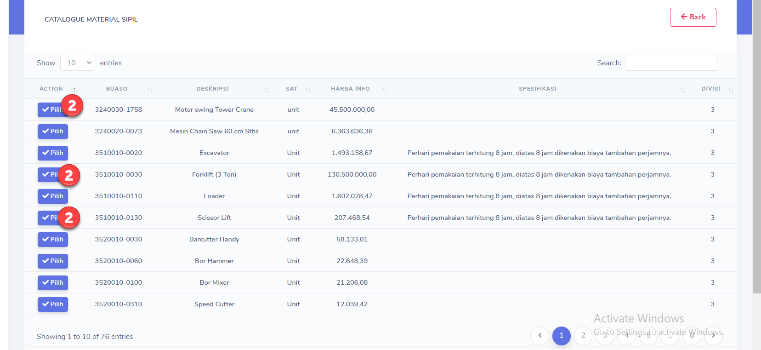 CATALOGUE MATERIAL SIPIL
Back
Show 10 entries
Search:
ACTION BUASO DESKRIPSI SAT HARGA INFO SPESIFIKASI DIVISI
Pilih 2 3240030-1758 Motor swing Tower Crane unit 45.500.000,00 3
Pilih 3240020-0073 Mesin Chain Saw 60 cm Sthil unit 6.363.636,36 3
Pilih 3510010-0020 Excavator Unit 1.493.158,67 Perhari pemakaian terhitung 8 jam, diatas 8 jam dikenakan biaya tambahan perjamnya. 3
Pilih 2 3510010-0030 Forklift (3 Ton) Unit 130.500.000,00 Perhari pemakaian terhitung 8 jam, diatas 8 jam dikenakan biaya tambahan perjamnya. 3
Pilih 3510010-0110 Loader Unit 1.602.028,47 Perhari pemakaian terhitung 8 jam, diatas 8 jam dikenakan biaya tambahan perjamnya. 3
Pilih 2 3510010-0130 Scissor Lift Unit 207.468,54 Perhari pemakaian terhitung 8 jam, diatas 8 jam dikenakan biaya tambahan perjamnya. 3
Pilih 3520010-0030 Barcutter Handy Unit 58.133,01 3
Pilih 3520010-0060 Bor Hammer Unit 22.648,39 3
Pilih 3520010-0100 Bor Mixer Unit 21.206,08 3
Pilih 3520010-0310 Speed Cutter Unit 12.039,42 3
Activate Windows
Go to Settings to activate Windows.
Showing 1 to 10 of 76 entries
1 2 3 4 5 ... 8